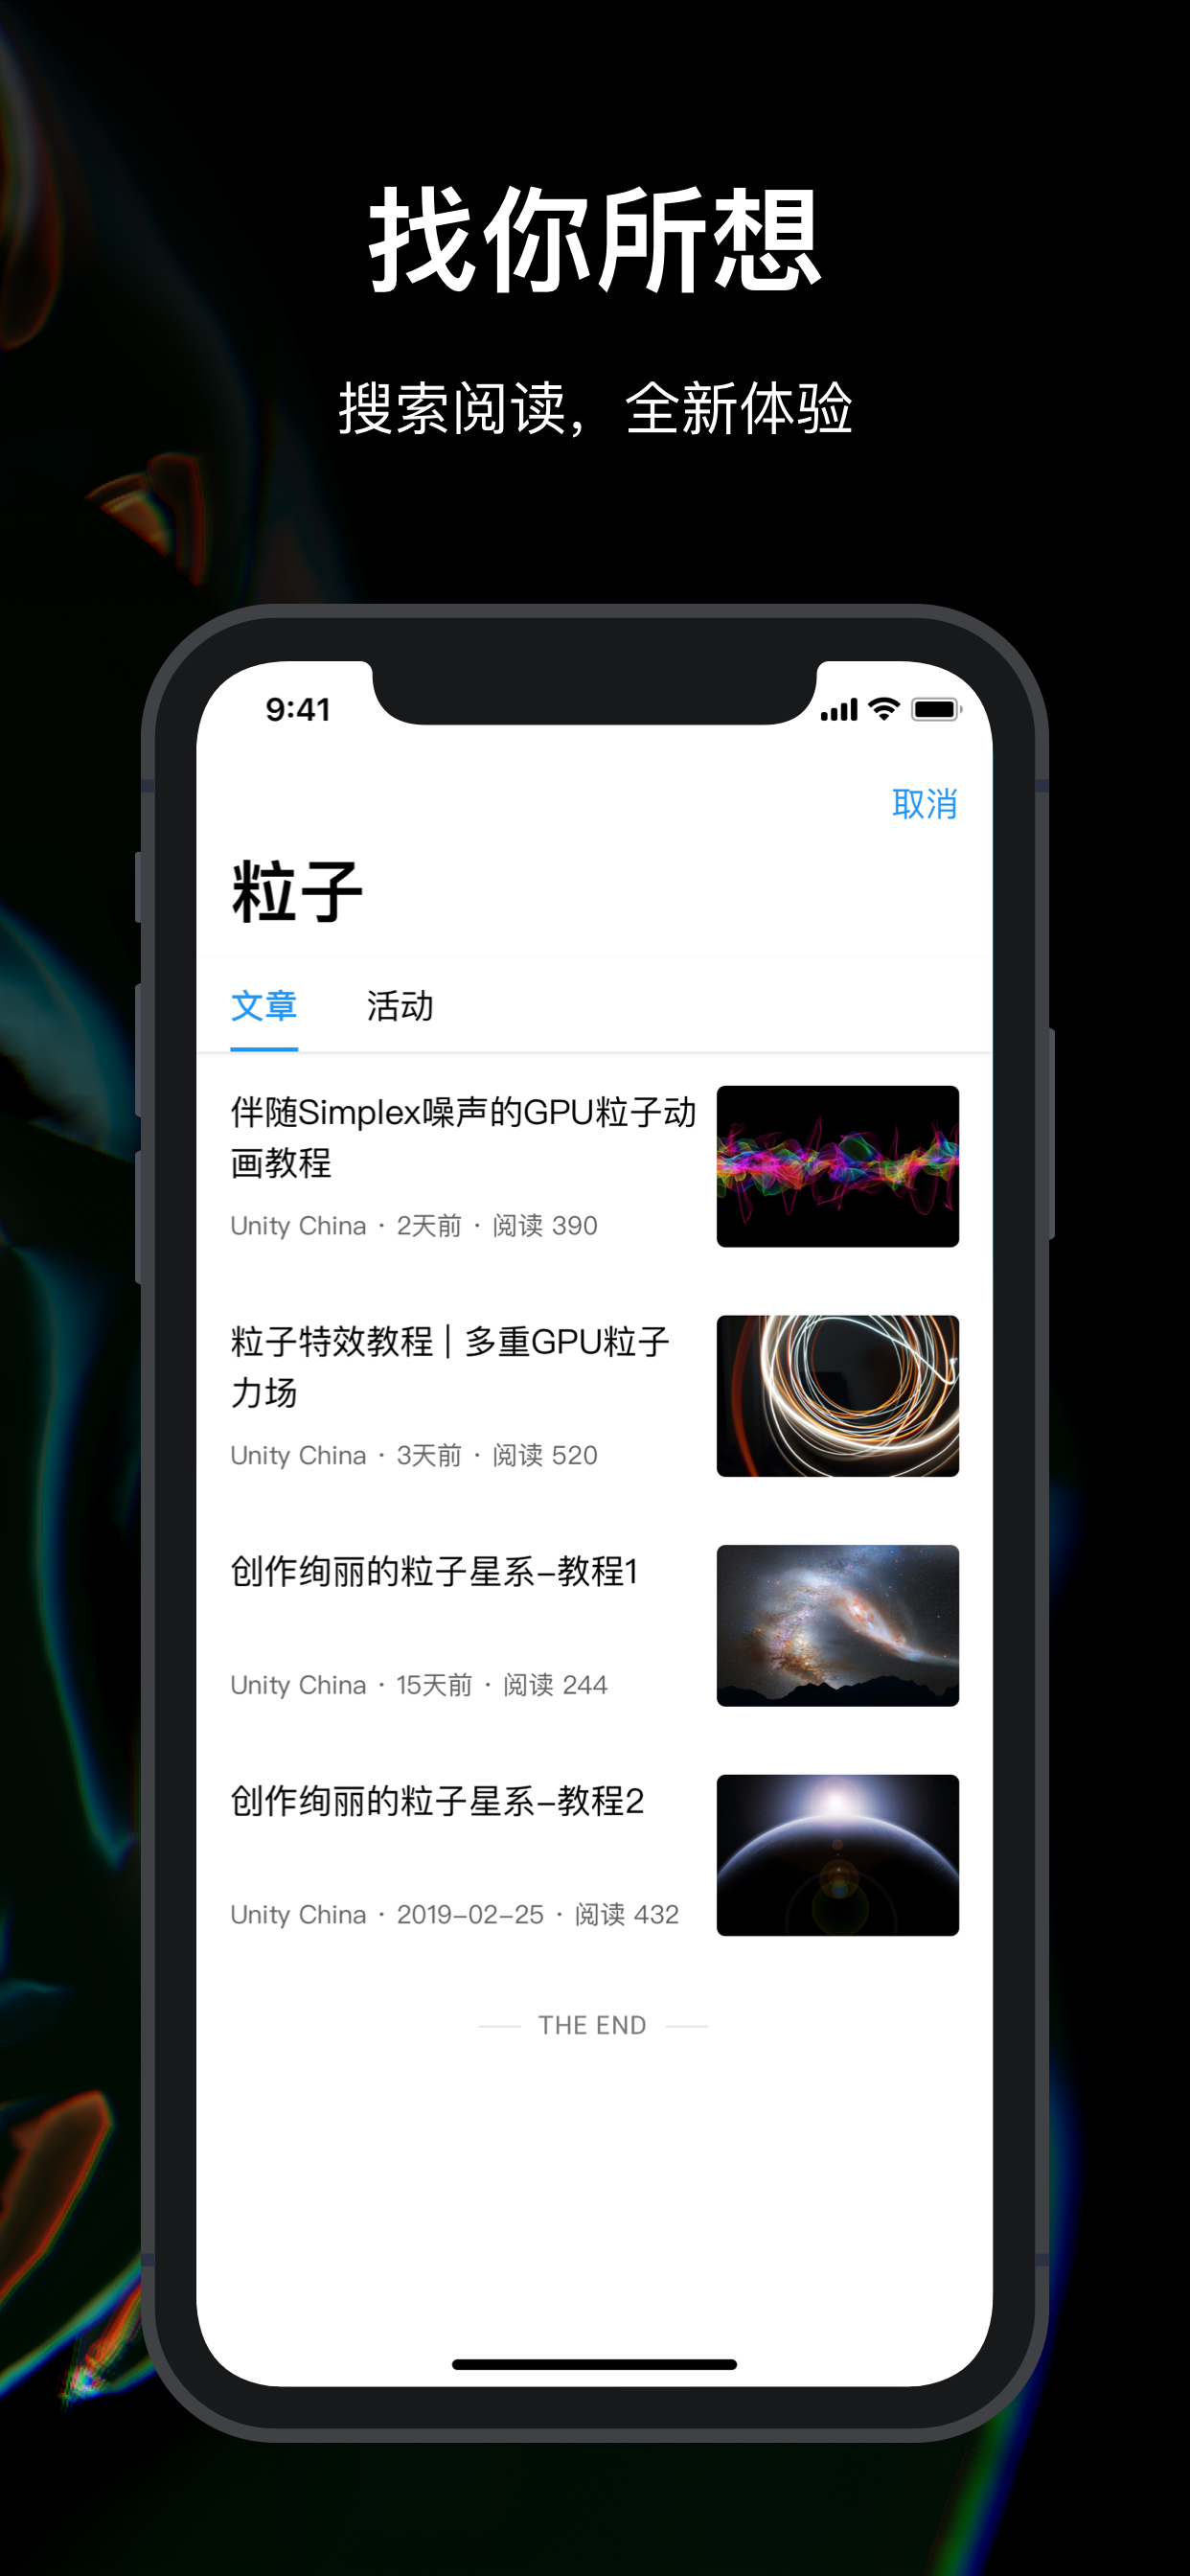 找你所想
搜索阅读，全新体验
9:41
取消
粒子
文章 活动
伴随Simplex噪声的GPU粒子动
画教程
Unity China · 2天前 · 阅读 390
粒子特效教程 | 多重GPU粒子
力场
Unity China · 3天前 · 阅读 520
创作绚丽的粒子星系-教程1
Unity China · 15天前 · 阅读 244
创作绚丽的粒子星系-教程2
Unity China · 2019-02-25 · 阅读 432
THE END